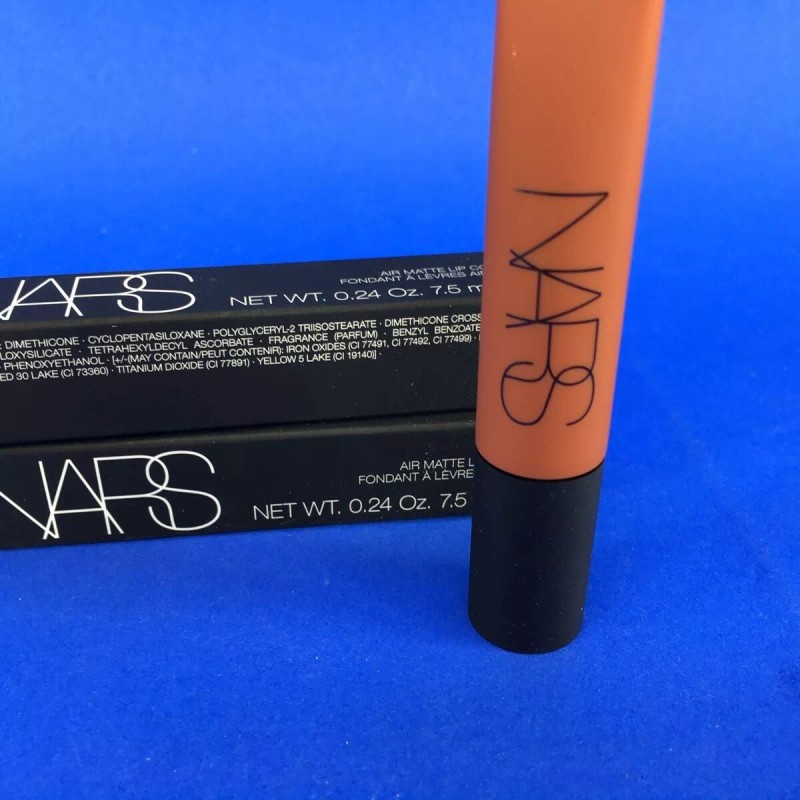 NARS
AIR MATTE LIP CO
FONDANT À LÈVRES AIR
NET WT. 0.24 Oz. 7.5 m
: DIMETHICONE · CYCLOPENTASILOXANE · POLYGLYCERYL-2 TRIISOSTEARATE · DIMETHICONE CROSS
LOXYSILICATE · TETRAHEXYLDECYL ASCORBATE · FRAGRANCE (PARFUM) · BENZYL BENZOATE
· PHENOXYETHANOL · [+/-(MAY CONTAIN/PEUT CONTENIR): IRON OXIDES (CI 77491, CI 77492, CI 77499) ·
ED 30 LAKE (CI 73360) · TITANIUM DIOXIDE (CI 77891) · YELLOW 5 LAKE (CI 19140)] ·
NARS
AIR MATTE L
FONDANT À LÈVRE
NET WT. 0.24 Oz. 7.5
NARS